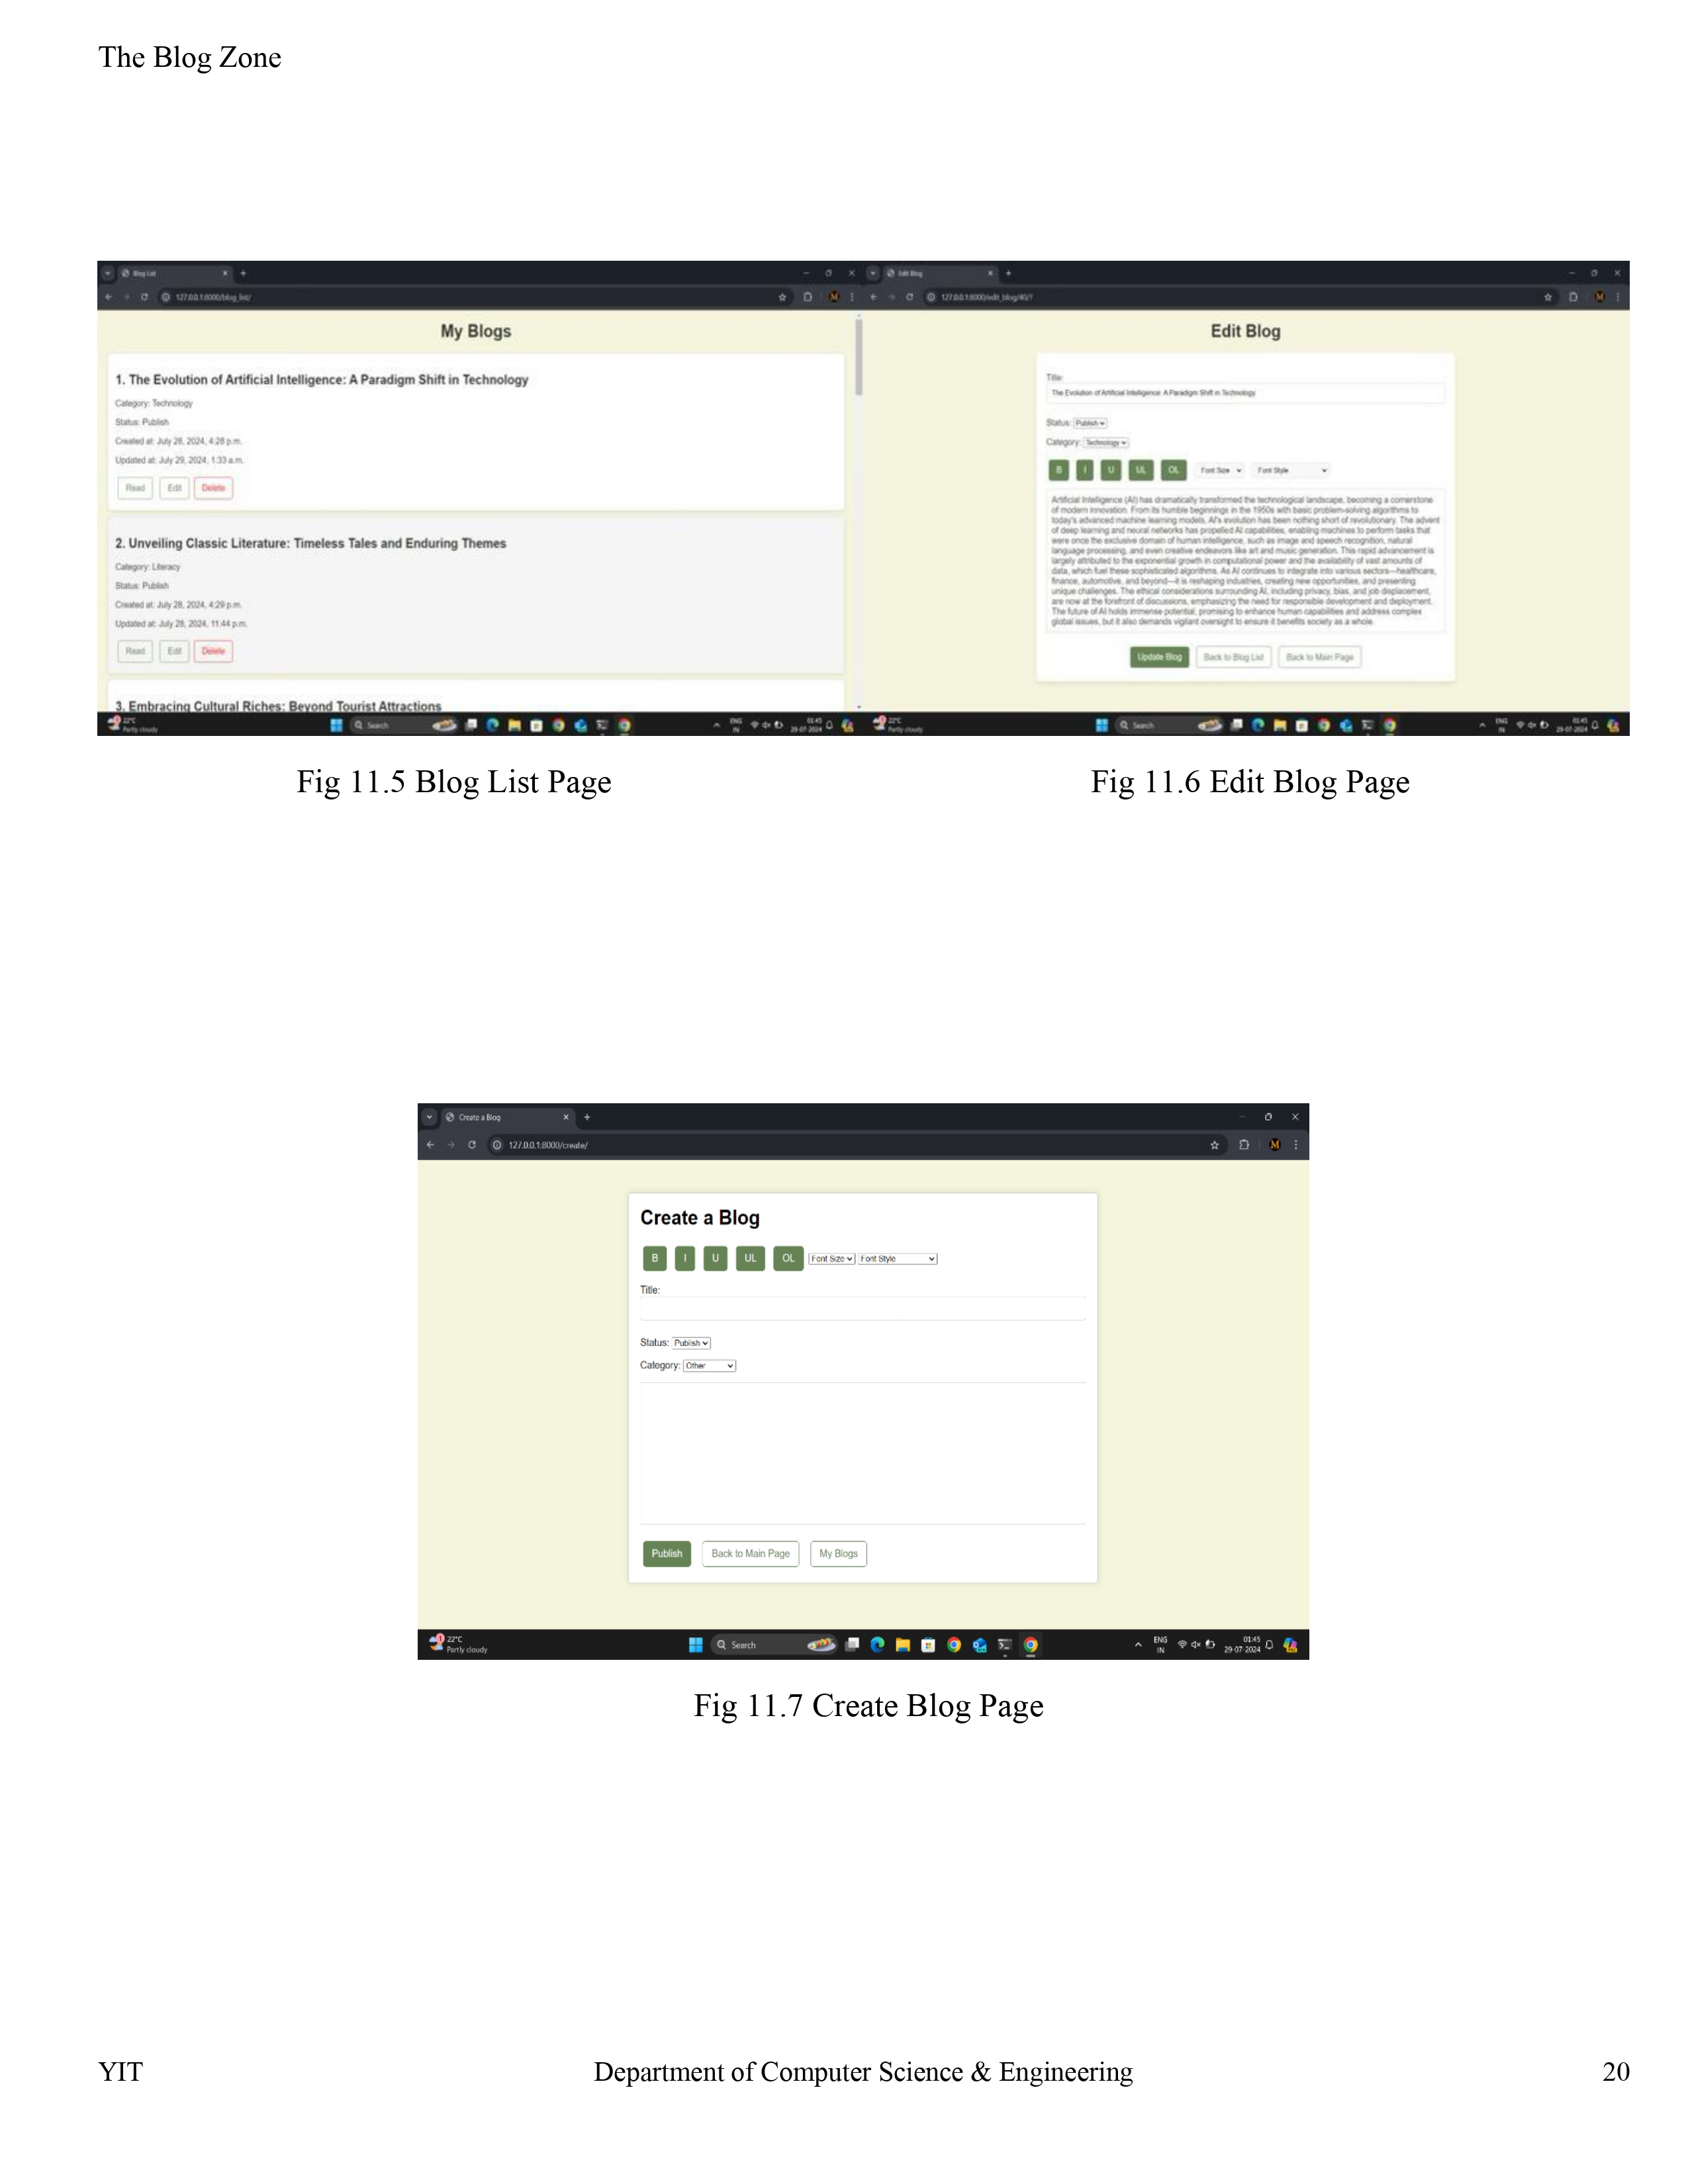 The Blog Zone
Blog List
127.0.0.1:8000/blog_list/
My Blogs
1. The Evolution of Artificial Intelligence: A Paradigm Shift in Technology
Category: Technology
Status: Publish
Created at: July 28, 2024, 4:28 p.m.
Updated at: July 29, 2024, 1:33 a.m.
Read Edit Delete
2. Unveiling Classic Literature: Timeless Tales and Enduring Themes
Category: Literacy
Status: Publish
Created at: July 28, 2024, 4:29 p.m.
Updated at: July 28, 2024, 11:44 p.m.
Read Edit Delete
3. Embracing Cultural Riches: Beyond Tourist Attractions
22°C
Partly cloudy
Search
ENG
IN
01:45
29-07-2024
Edit Blog
127.0.0.1:8000/edit_blog/40/?
Edit Blog
Title:
The Evolution of Artificial Intelligence: A Paradigm Shift in Technology
Status: Publish
Category: Technology
B I U UL OL Font Size Font Style
Artificial Intelligence (AI) has dramatically transformed the technological landscape, becoming a cornerstone
of modern innovation. From its humble beginnings in the 1950s with basic problem-solving algorithms to
today's advanced machine learning models, AI's evolution has been nothing short of revolutionary. The advent
of deep learning and neural networks has propelled AI capabilities, enabling machines to perform tasks that
were once the exclusive domain of human intelligence, such as image and speech recognition, natural
language processing, and even creative endeavors like art and music generation. This rapid advancement is
largely attributed to the exponential growth in computational power and the availability of vast amounts of
data, which fuel these sophisticated algorithms. As AI continues to integrate into various sectors—healthcare,
finance, automotive, and beyond—it is reshaping industries, creating new opportunities, and presenting
unique challenges. The ethical considerations surrounding AI, including privacy, bias, and job displacement,
are now at the forefront of discussions, emphasizing the need for responsible development and deployment.
The future of AI holds immense potential, promising to enhance human capabilities and address complex
global issues, but it also demands vigilant oversight to ensure it benefits society as a whole.
Update Blog Back to Blog List Back to Main Page
22°C
Partly cloudy
Search
ENG
IN
01:45
29-07-2024
Fig 11.5 Blog List Page
Fig 11.6 Edit Blog Page
Create a Blog
127.0.0.1:8000/create/
Create a Blog
B I U UL OL Font Size Font Style
Title:
Status: Publish
Category: Other
Publish Back to Main Page My Blogs
22°C
Partly cloudy
Search
ENG
IN
01:45
29-07-2024
Fig 11.7 Create Blog Page
YIT Department of Computer Science & Engineering 20